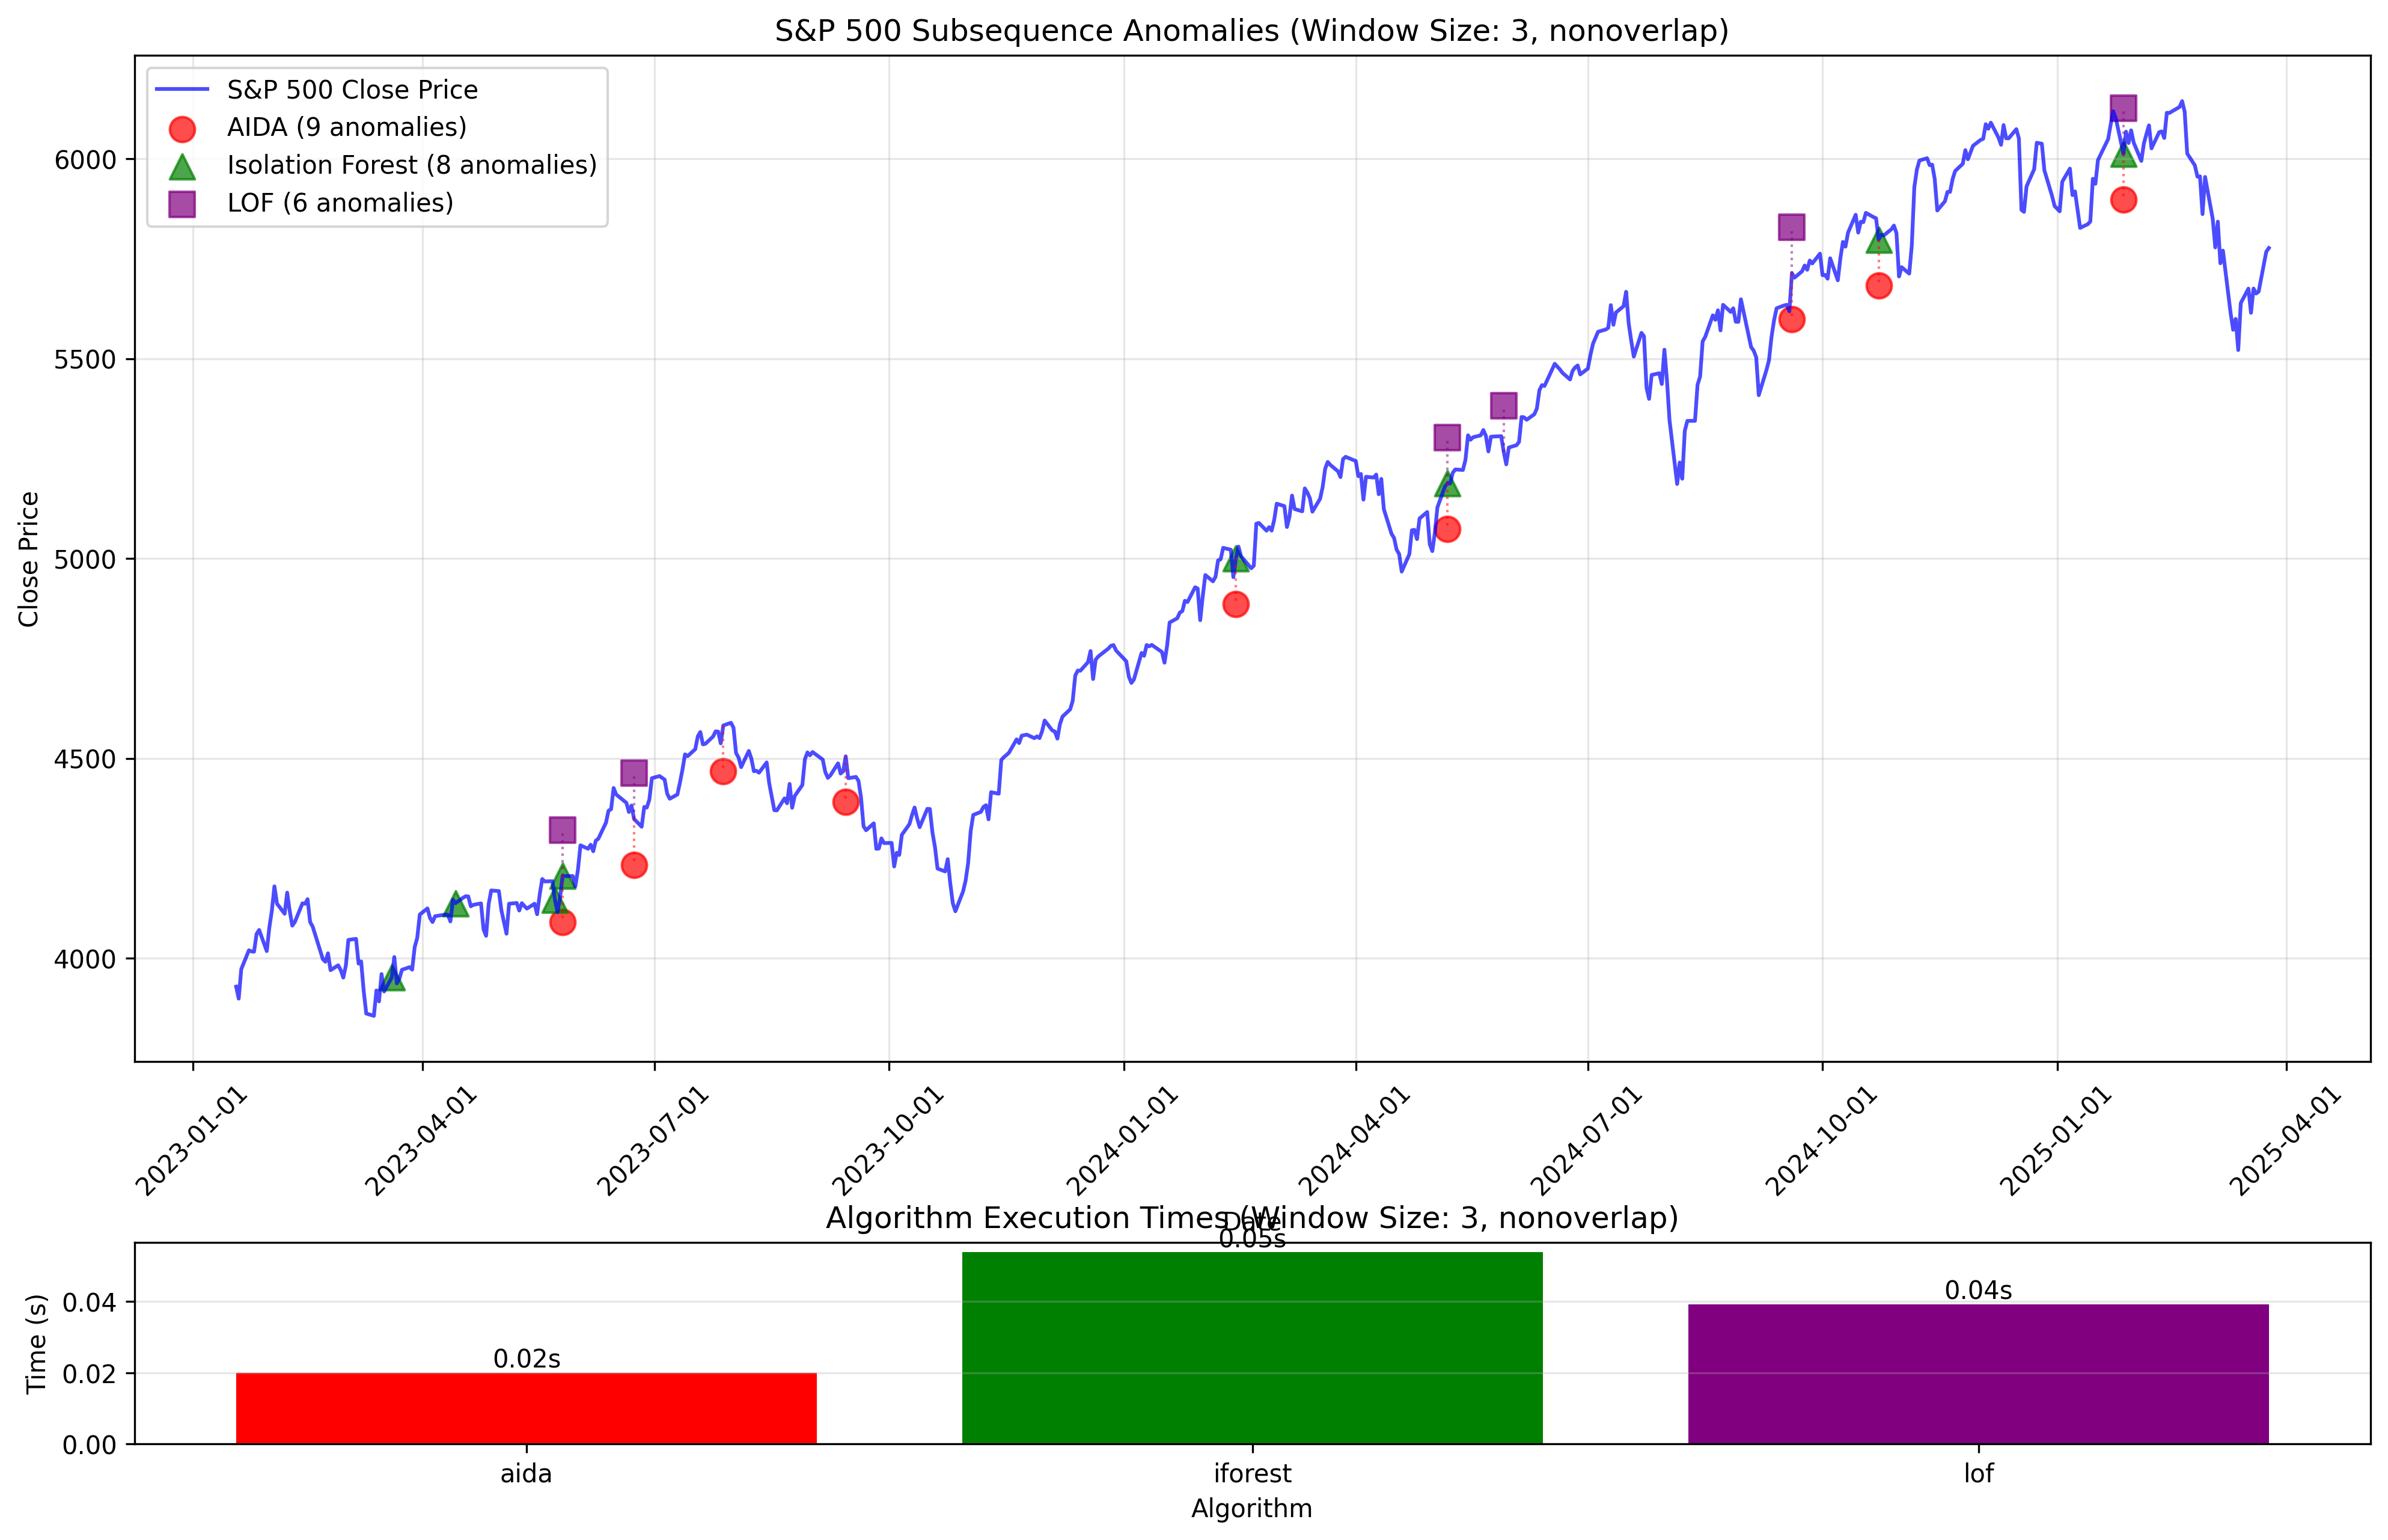 S&P 500 Subsequence Anomalies (Window Size: 3, nonoverlap)
S&P 500 Close Price
AIDA (9 anomalies)
Isolation Forest (8 anomalies)
LOF (6 anomalies)
Close Price
6000
5500
5000
4500
4000
2023-01-01
2023-04-01
2023-07-01
2023-10-01
2024-01-01
2024-04-01
2024-07-01
2024-10-01
2025-01-01
2025-04-01
Date
Algorithm Execution Times (Window Size: 3, nonoverlap)
Time (s)
0.04
0.02
0.00
0.02s
0.05s
0.04s
aida
iforest
lof
Algorithm